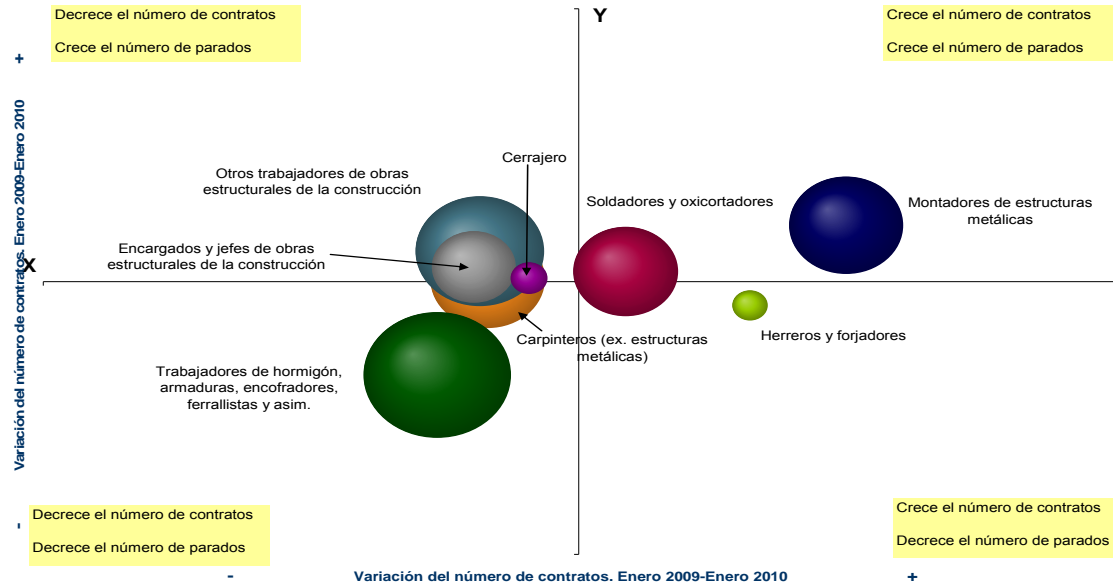 Decrece el número de contratos
Crece el número de parados
Y
Crece el número de contratos
Crece el número de parados
+
Variación del número de contratos. Enero 2009-Enero 2010
-
X
Cerrajero
Otros trabajadores de obras
estructurales de la construcción
Soldadores y oxicortadores
Montadores de estructuras
metálicas
Encargados y jefes de obras
estructurales de la construcción
Carpinteros (ex. estructuras
metálicas)
Herreros y forjadores
Trabajadores de hormigón,
armaduras, encofradores,
ferrallistas y asim.
Decrece el número de contratos
Decrece el número de parados
Crece el número de contratos
Decrece el número de parados
-
Variación del número de contratos. Enero 2009-Enero 2010
+